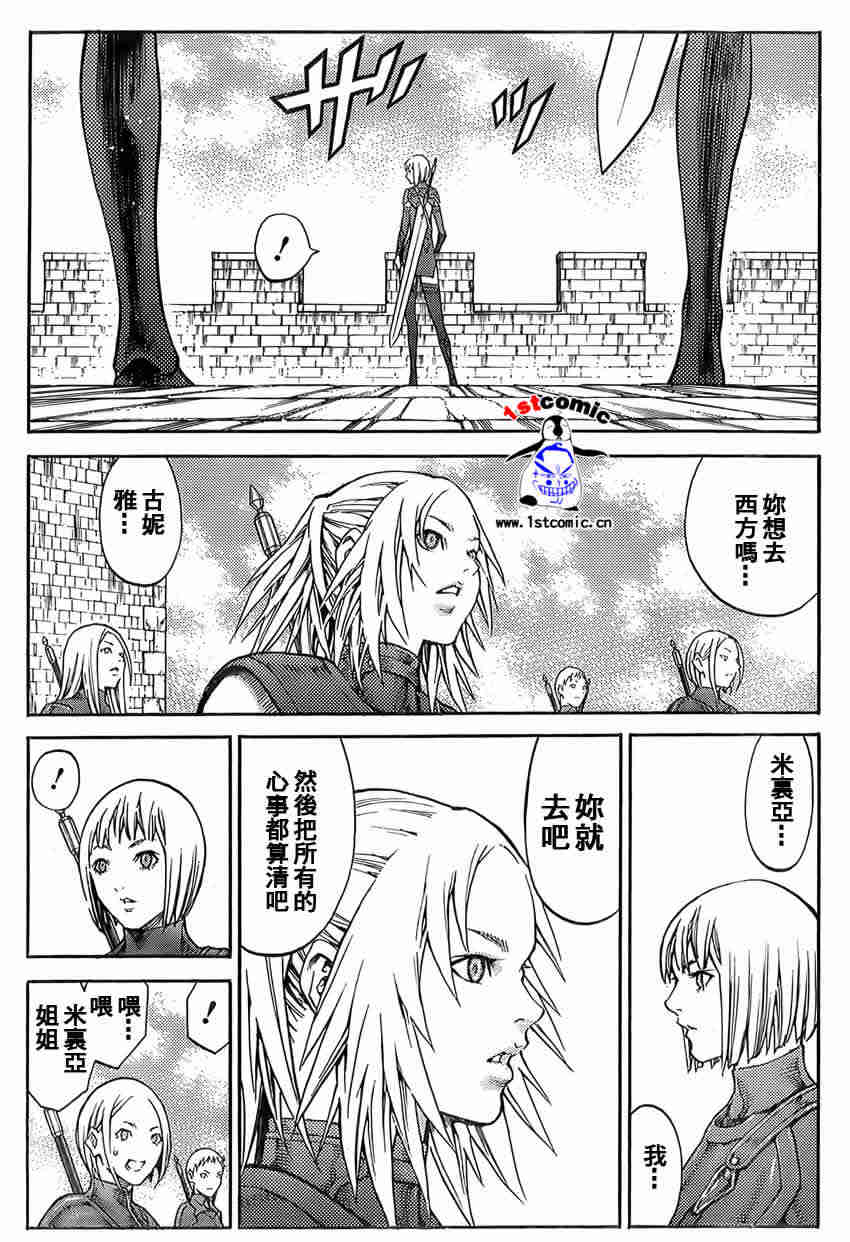 ザッ
!
1stcomic
www.1stcomic.cn
妳想去
西方嗎…
古妮
雅…
米裏亞…
我…
妳就
去吧
然後把所有的
心事都算清吧
!
!
喂…
喂…
米裏亞
姐姐